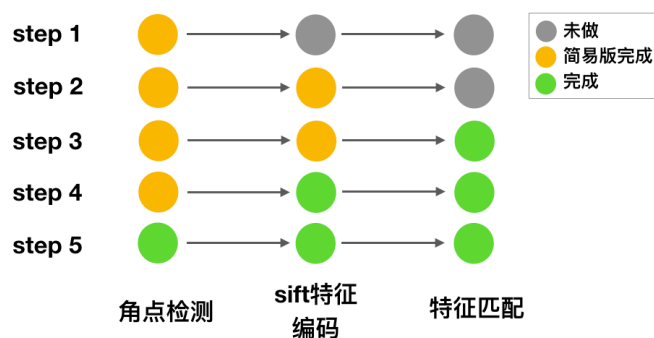 step 1
未做
简易版完成
完成
step 2
step 3
step 4
step 5
角点检测
sift特征
编码
特征匹配